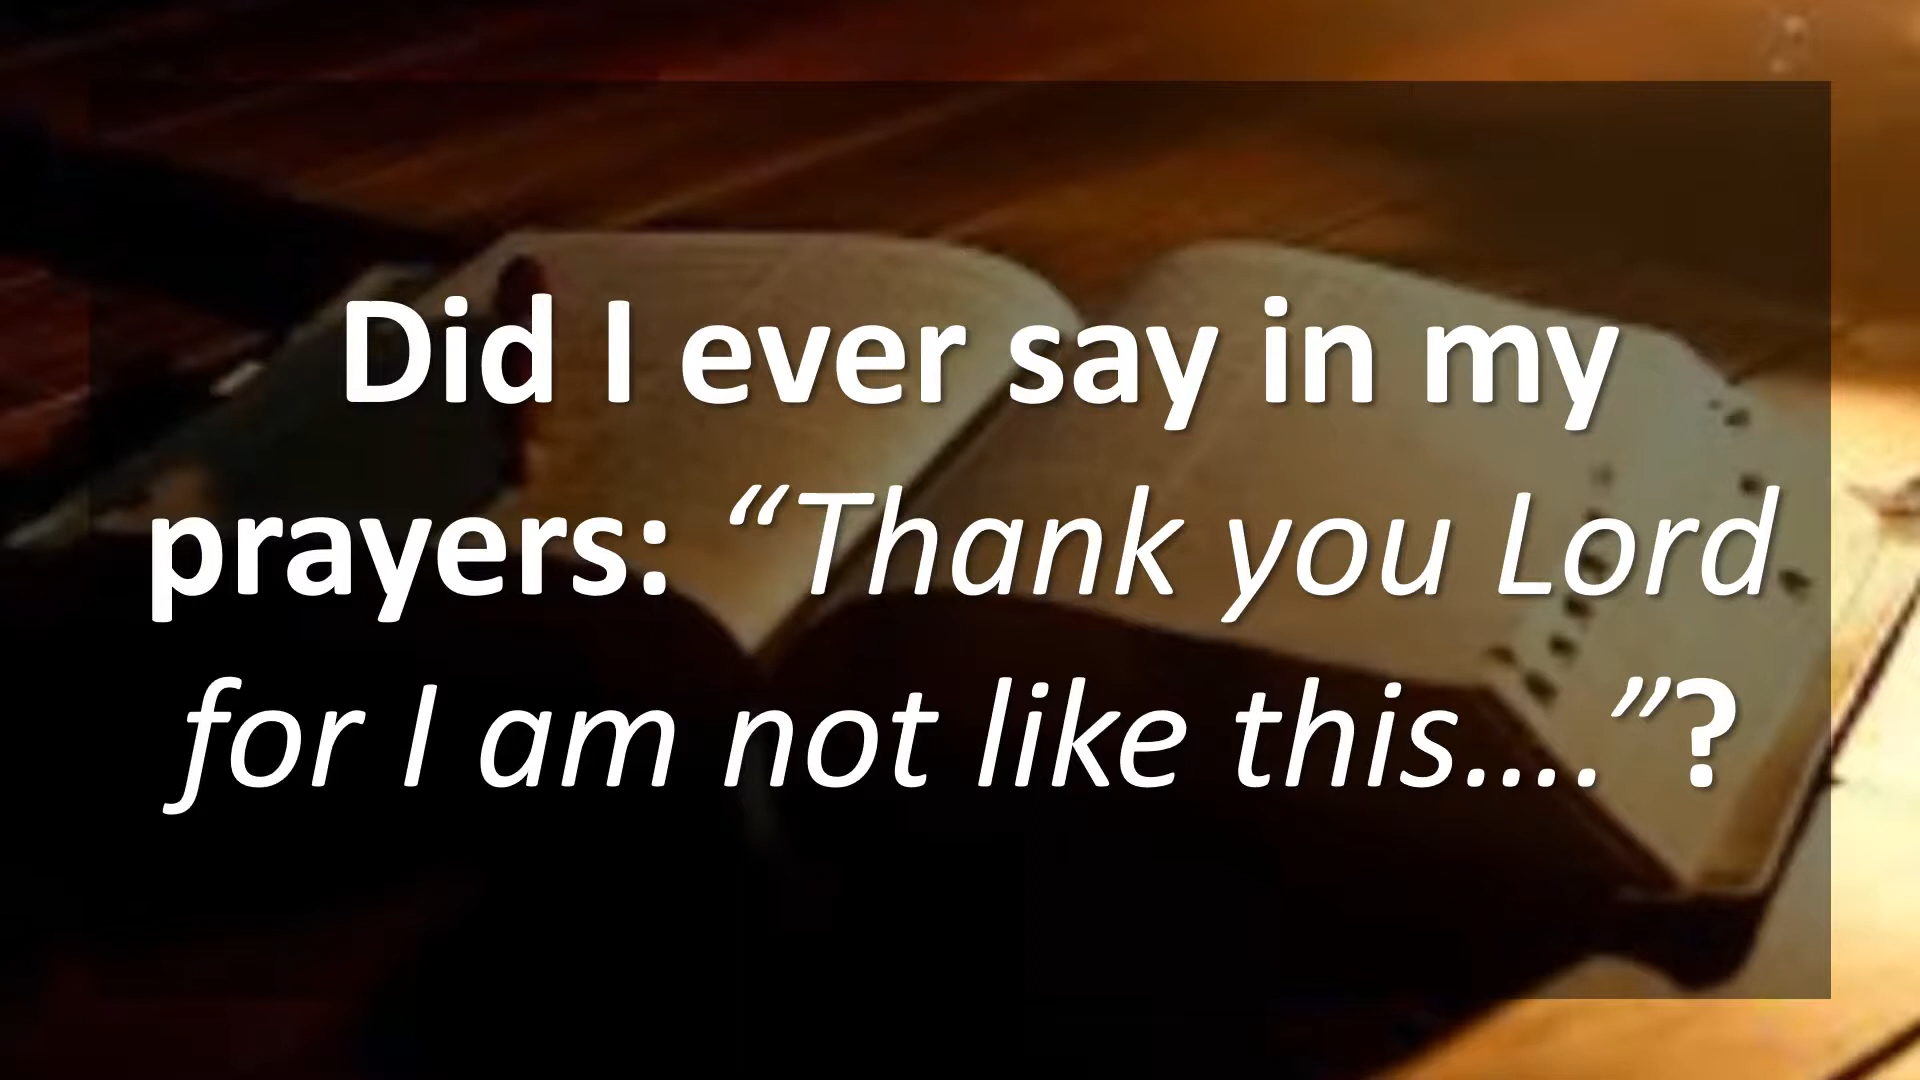 Did I ever say in my
prayers: “Thank you Lord
for I am not like this….”?